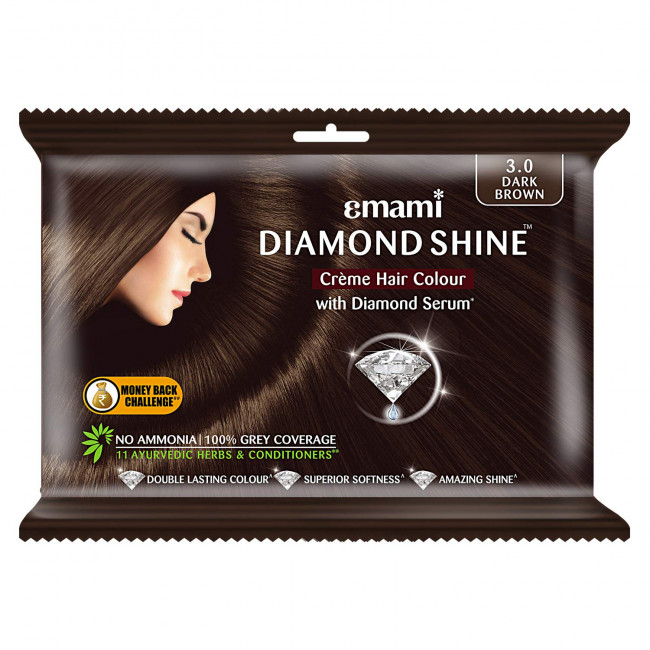 3.0
DARK
BROWN
εmami*
DIAMOND SHINE™
Crème Hair Colour
with Diamond Serum*
₹
MONEY BACK
CHALLENGE##
NO AMMONIA | 100% GREY COVERAGE
11 AYURVEDIC HERBS & CONDITIONERS**
DOUBLE LASTING COLOUR^ SUPERIOR SOFTNESS^ AMAZING SHINE^